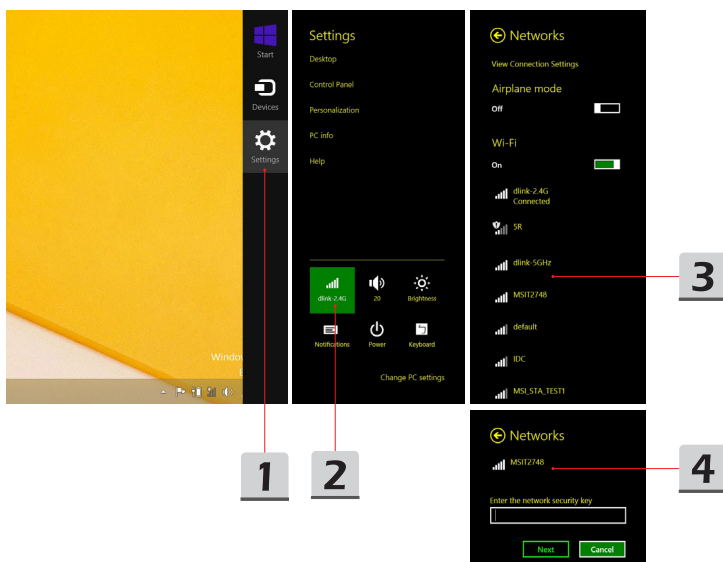 Start
Devices
Settings
Window
1
Settings
Desktop
Control Panel
Personalization
PC info
Help
dlink-2.4G
20
Brightness
Notifications
Power
Keyboard
Change PC settings
2
Networks
View Connection Settings
Airplane mode
Off
Wi-Fi
On
dlink-2.4G
Connected
5R
dlink-5GHz
MSIT2748
default
IDC
MSI_STA_TEST1
3
Networks
MSIT2748
Enter the network security key
Next
Cancel
4